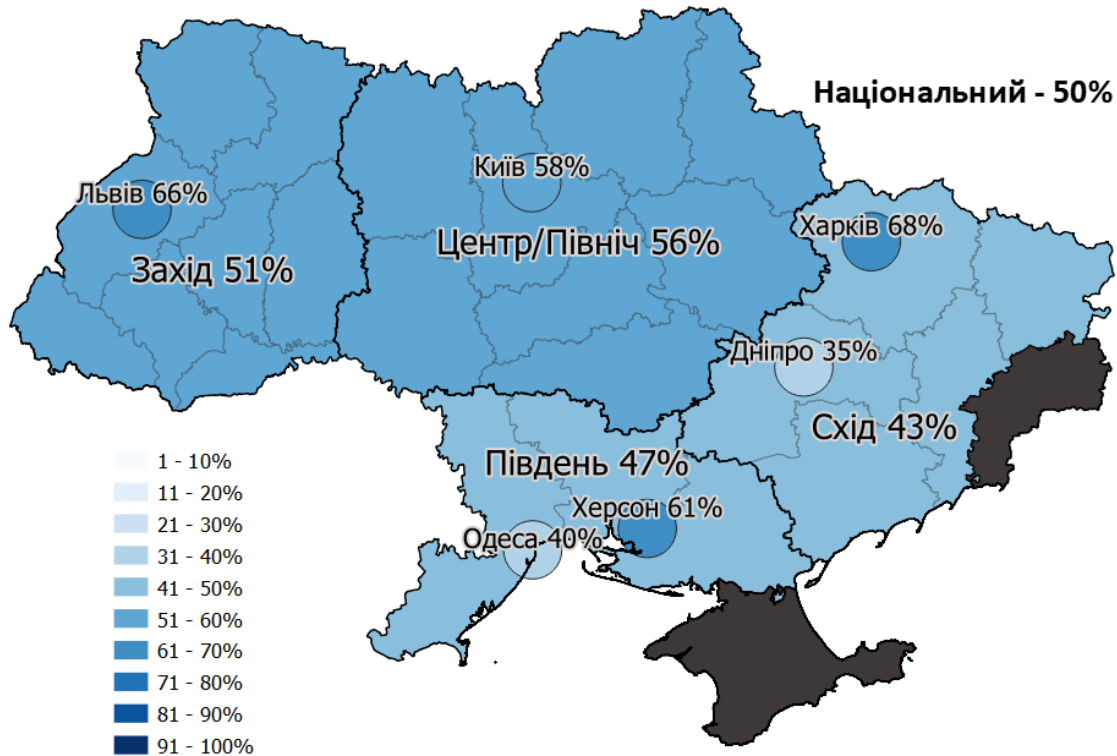 Національний - 50%
Київ 58%
Львів 66%
Харків 68%
Центр/Північ 56%
Захід 51%
Дніпро 35%
Схід 43%
Південь 47%
Херсон 61%
Одеса 40%
1 - 10%
11 - 20%
21 - 30%
31 - 40%
41 - 50%
51 - 60%
61 - 70%
71 - 80%
81 - 90%
91 - 100%